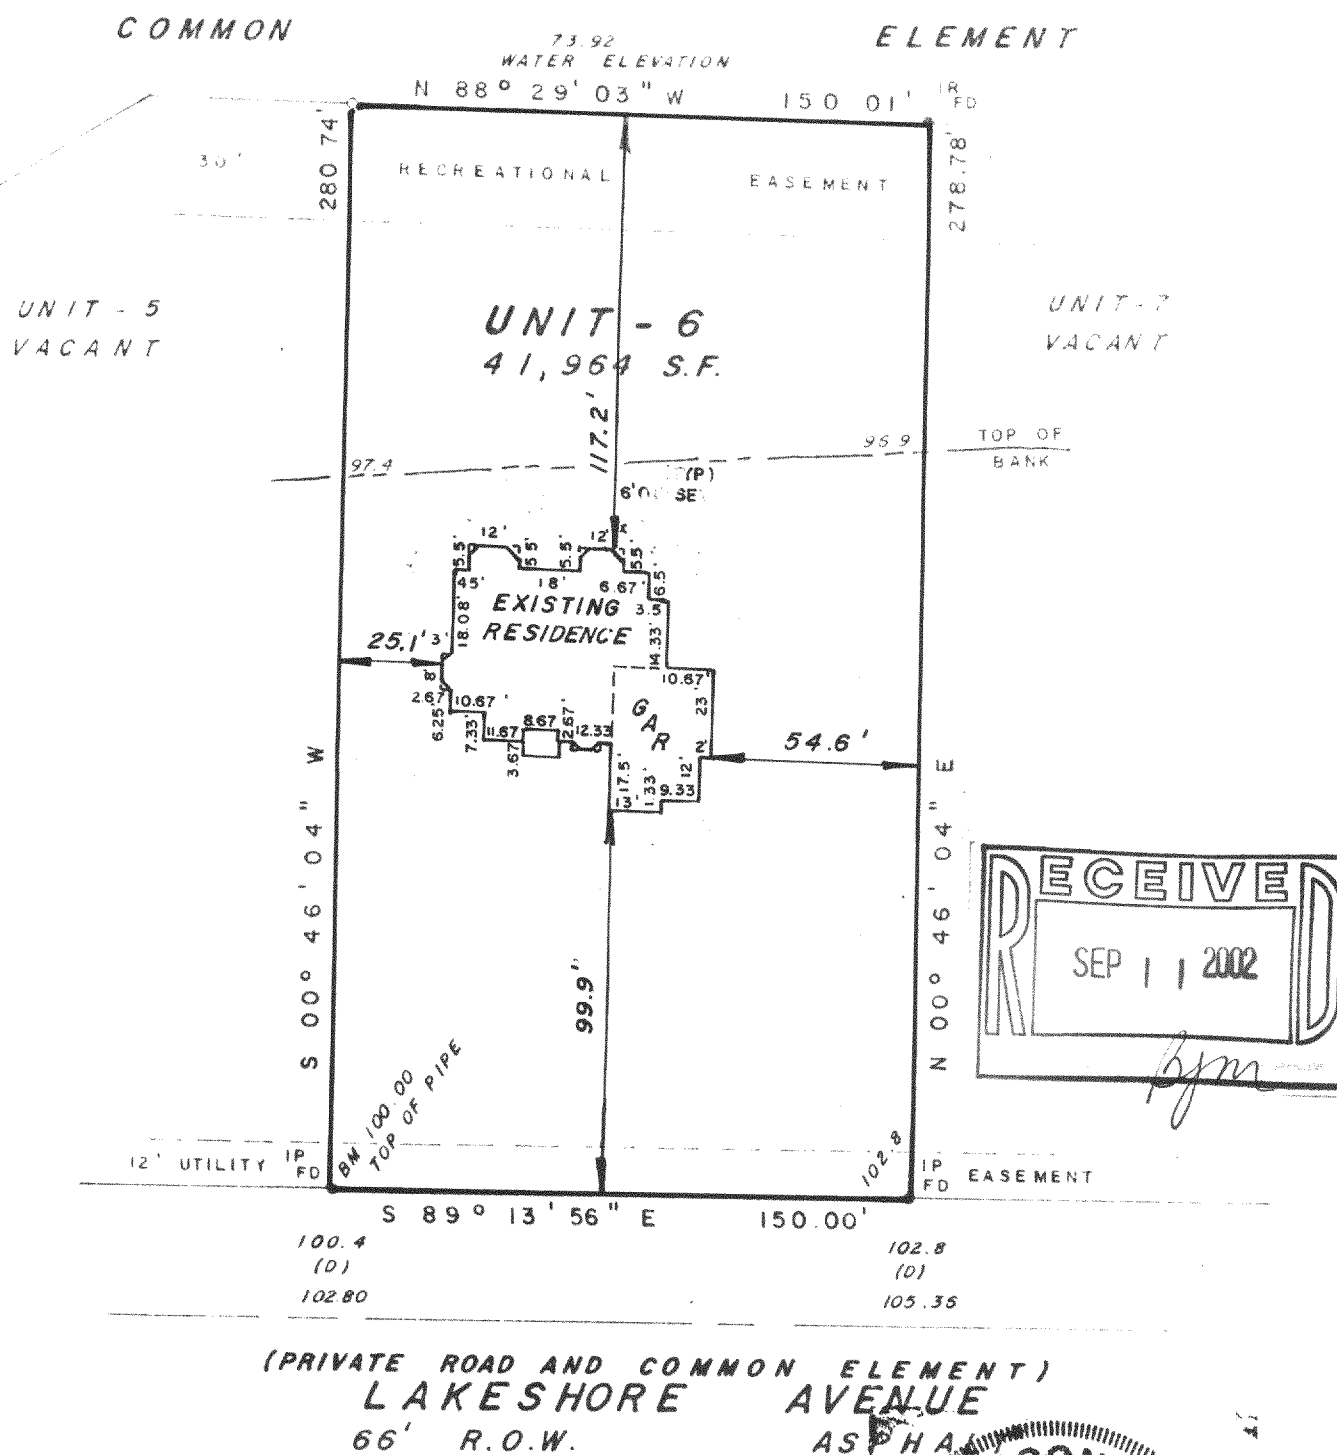 COMMON ELEMENT
73.92
WATER ELEVATION
N 88° 29' 03" W 150 01' IR
FD
280 74'
278.78'
30' RECREATIONAL EASEMENT
UNIT - 5
VACANT
UNIT - 6
41,964 S.F.
UNIT-7
VACANT
117.2'
97.4
TOP OF
BANK
(P)
12' 12'
5.5' 5.5' 5.5' 5.5'
45' 18' 6.67' 6.5'
EXISTING
RESIDENCE
18.08' 3.5 14.33'
25.1' 3'
8'
2.67' 10.67' 10.67'
6.25' 7.33' 11.67 8.67 2.67' 12.33
3.67'
GAR
23'
2'
54.6'
17.5' 12'
13' 1.33' 9.33
S 00° 46' 04" W
N 00° 46' 04" E
RECEIVED
SEP 11 2002
99.9'
BM 100.00
TOP OF PIPE
102.8
12' UTILITY IP
FD
IP
FD EASEMENT
S 89° 13' 56" E 150.00'
100.4
(D)
102.80
102.8
(D)
105.36
(PRIVATE ROAD AND COMMON ELEMENT)
LAKESHORE AVENUE
66' R.O.W.